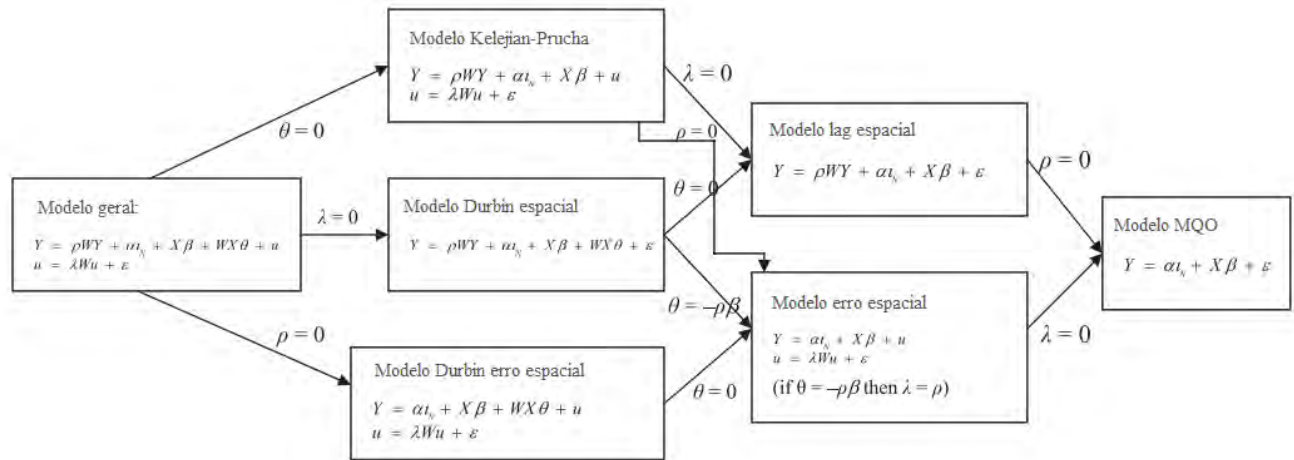 Modelo Kelejian-Prucha
Y = ρWY + αι_N + Xβ + u
u = λWu + ε
λ = 0
ρ = 0
θ = 0
Modelo geral:
Y = ρWY + αι_N + Xβ + WXθ + u
u = λWu + ε
λ = 0
Modelo Durbin espacial
Y = ρWY + αι_N + Xβ + WXθ + ε
θ = 0
θ = –ρβ
ρ = 0
Modelo Durbin erro espacial
Y = αι_N + Xβ + WXθ + u
u = λWu + ε
θ = 0
Modelo lag espacial
Y = ρWY + αι_N + Xβ + ε
ρ = 0
Modelo erro espacial
Y = αι_N + Xβ + u
u = λWu + ε
(if θ = –ρβ then λ = ρ)
λ = 0
Modelo MQO
Y = αι_N + Xβ + ε